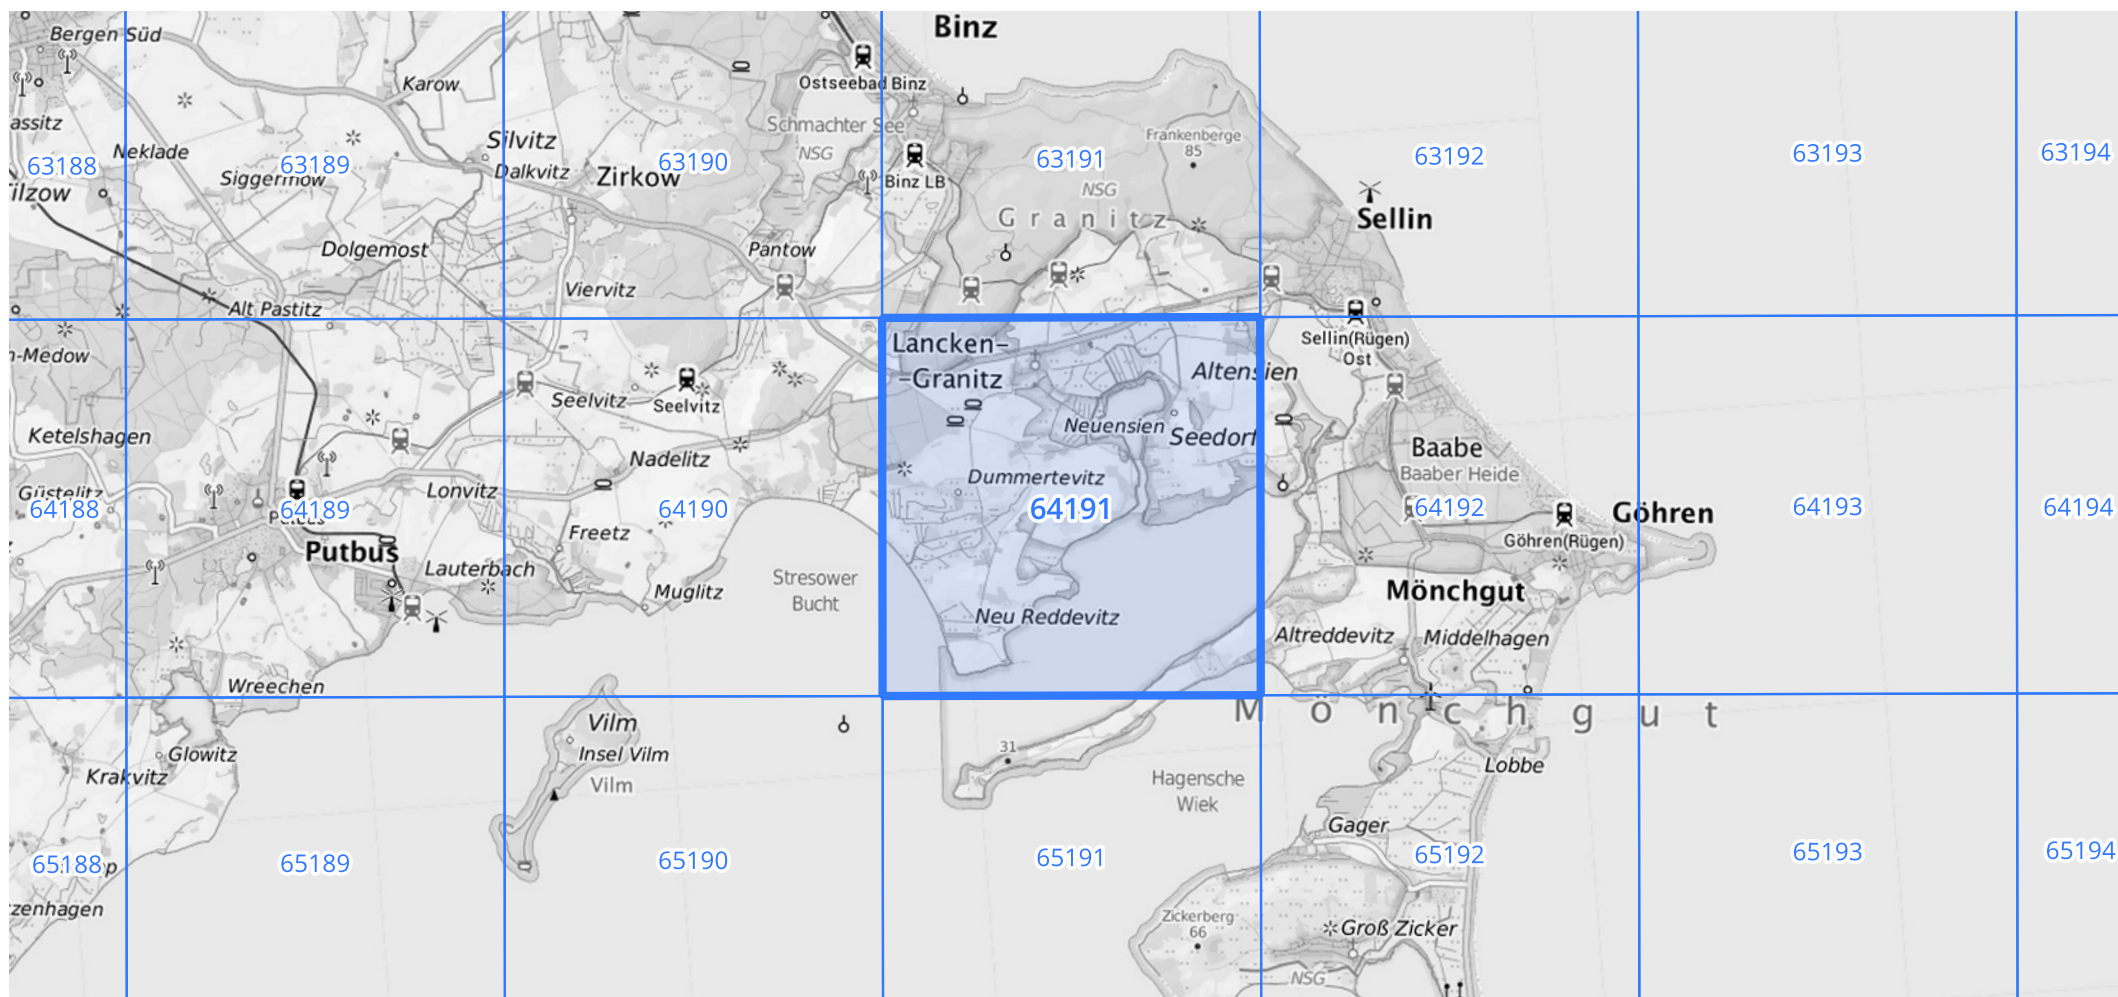 Binz
Bergen Süd
Ostseebad Binz
Karow
assitz
Schmachter See
NSG
Frankenberge
85
Silvitz
Neklade
63188
63189
63190
63191
63192
63193
63194
Siggermow
Dalkvitz
Zirkow
Binz LB
NSG
ilzow
Granitz
Sellin
Dolgemost
Pantow
Viervitz
Alt Pastitz
n-Medow
Lancken-
-Granitz
Sellin(Rügen)
Ost
Altensien
Seelvitz
Seelvitz
Ketelshagen
Neuensien
Seedorf
Baabe
Baaber Heide
Nadelitz
Dummertevitz
Güstelitz
Lonvitz
64188
64189
64190
64191
64192
64193
64194
Putbus
Göhren
Göhren(Rügen)
Freetz
Putbus
Lauterbach
Stresower
Bucht
Muglitz
Mönchgut
Neu Reddevitz
Altreddevitz
Middelhagen
Wreechen
Mönchgut
Vilm
Insel Vilm
Vilm
Glowitz
Krakvitz
31
Hagensche
Wiek
Lobbe
Gager
65188
p
65189
65190
65191
65192
65193
65194
zenhagen
Zickerberg
66
Groß Zicker
NSG